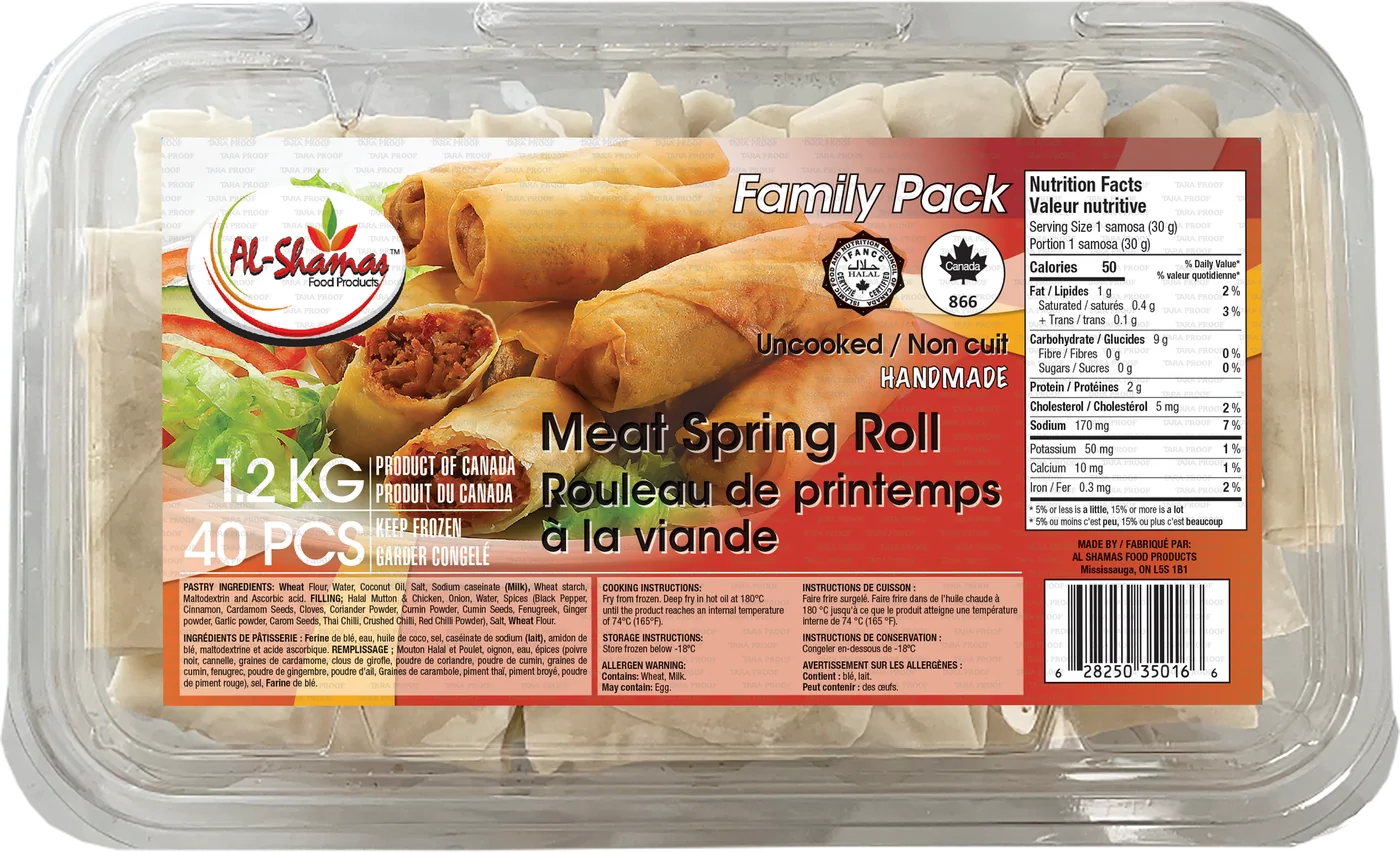 Family Pack
Al-Shamas™
Food Products
ISLAMIC FOOD AND NUTRITION COUNCIL OF CANADA
IFANCC
HALAL
CERTIFIED
CERTIFIÉ
Canada
866
Uncooked / Non cuit
HANDMADE
Meat Spring Roll
Rouleau de printemps
à la viande
1.2 KG
PRODUCT OF CANADA
PRODUIT DU CANADA
40 PCS
KEEP FROZEN
GARDER CONGELÉ
PASTRY INGREDIENTS: Wheat Flour, Water, Coconut Oil, Salt, Sodium caseinate (Milk), Wheat starch,
Maltodextrin and Ascorbic acid. FILLING; Halal Mutton & Chicken, Onion, Water, Spices (Black Pepper,
Cinnamon, Cardamom Seeds, Cloves, Coriander Powder, Cumin Powder, Cumin Seeds, Fenugreek, Ginger
powder, Garlic powder, Carom Seeds, Thai Chilli, Crushed Chilli, Red Chilli Powder), Salt, Wheat Flour.
INGRÉDIENTS DE PÂTISSERIE : Ferine de blé, eau, huile de coco, sel, caséinate de sodium (lait), amidon de
blé, maltodextrine et acide ascorbique. REMPLISSAGE ; Mouton Halal et Poulet, oignon, eau, épices (poivre
noir, cannelle, graines de cardamome, clous de girofle, poudre de coriandre, poudre de cumin, graines de
cumin, fenugrec, poudre de gingembre, poudre d'ail, Graines de carambole, piment thaï, piment broyé, poudre
de piment rouge), sel, Farine de blé.
COOKING INSTRUCTIONS:
Fry from frozen. Deep fry in hot oil at 180°C
until the product reaches an internal temperature
of 74°C (165°F).
STORAGE INSTRUCTIONS:
Store frozen below -18°C
ALLERGEN WARNING:
Contains: Wheat, Milk.
May contain: Egg.
INSTRUCTIONS DE CUISSON :
Faire frire surgelé. Faire frire dans de l'huile chaude à
180 °C jusqu'à ce que le produit atteigne une température
interne de 74 °C (165 °F).
INSTRUCTIONS DE CONSERVATION :
Congeler en-dessous de -18°C
AVERTISSEMENT SUR LES ALLERGÈNES :
Contient : blé, lait.
Peut contenir : des œufs.
Nutrition Facts
Valeur nutritive
Serving Size 1 samosa (30 g)
Portion 1 samosa (30 g)
Calories 50
% Daily Value*
% valeur quotidienne*
Fat / Lipides 1 g 2 %
Saturated / saturés 0.4 g
+ Trans / trans 0.1 g 3 %
Carbohydrate / Glucides 9 g
Fibre / Fibres 0 g 0 %
Sugars / Sucres 0 g 0 %
Protein / Protéines 2 g
Cholesterol / Cholestérol 5 mg 2 %
Sodium 170 mg 7 %
Potassium 50 mg 1 %
Calcium 10 mg 1 %
Iron / Fer 0.3 mg 2 %
* 5% or less is a little, 15% or more is a lot
* 5% ou moins c'est peu, 15% ou plus c'est beaucoup
MADE BY / FABRIQUÉ PAR:
AL SHAMAS FOOD PRODUCTS
Mississauga, ON L5S 1B1
6 28250 35016 6